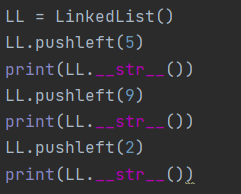 LL = LinkedList()
LL.pushleft(5)
print(LL.__str__())
LL.pushleft(9)
print(LL.__str__())
LL.pushleft(2)
print(LL.__str__())